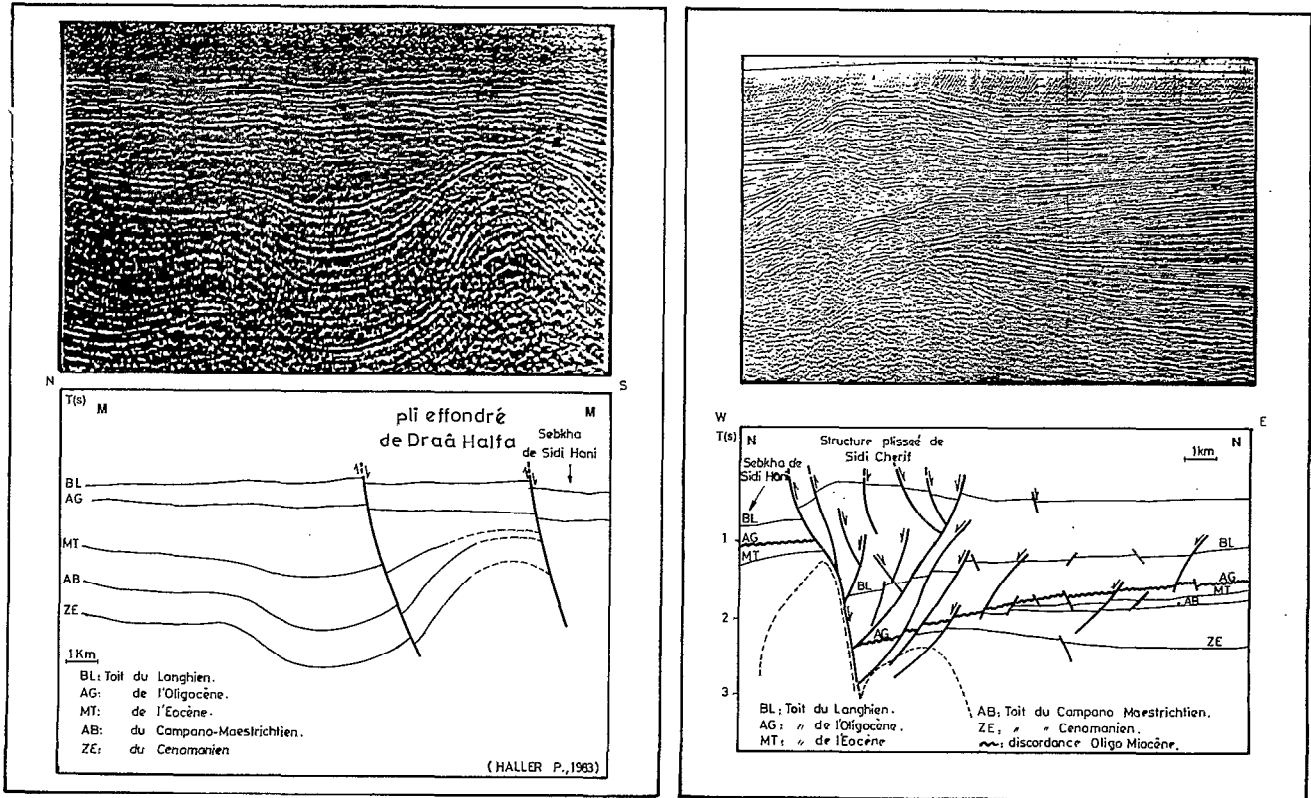 N
S
T(s)
M
M
pli effondré
de Draâ Halfa
Sebkha
de Sidi Hani
BL
AG
MT
AB
ZE
1Km
BL: Toit du Langhien.
AG: de l'Oligocène.
MT: de l'Eocène.
AB: du Campano-Maestrichtien.
ZE: du Cenomanien
(HALLER P., 1983)
W
E
T(s)
N
Structure plissée de
Sidi Cherif
N
1km
Sebkha de
Sidi Hani
BL
1
AG
MT
BL
BL
AG
MT
AB
2
AG
ZE
3
BL: Toit du Langhien.
AG: " de l'Oligocène.
MT: " de l'Eocène
AB: Toit du Campano Maestrichtien.
ZE: " " Cenomanien.
: discordance Oligo Miocène.